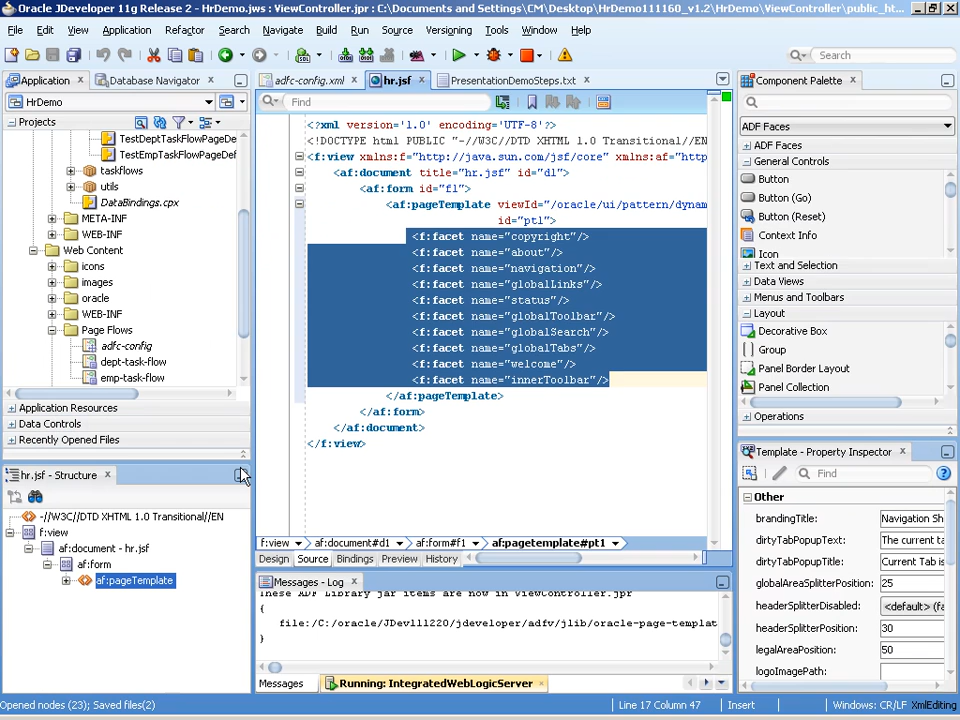 Oracle JDeveloper 11g Release 2 - HrDemo.jws : ViewController.jpr : C:\Documents and Settings\CM\Desktop\HrDemo111160_v1.2\HrDemo\ViewController\public_ht...
File Edit View Application Refactor Search Navigate Build Run Source Versioning Tools Window Help
Search
Application
Database Navigator
adfc-config.xml
hr.jsf
PresentationDemoSteps.txt
Component Palette
HrDemo
Find
Projects
TestDeptTaskFlowPageDe
TestEmpTaskFlowPageDef
taskflows
utils
DataBindings.cpx
META-INF
WEB-INF
Web Content
icons
images
oracle
WEB-INF
Page Flows
adfc-config
dept-task-flow
emp-task-flow
Application Resources
Data Controls
Recently Opened Files
<?xml version='1.0' encoding='UTF-8'?>
<!DOCTYPE html PUBLIC "-//W3C//DTD XHTML 1.0 Transitional//EN
<f:view xmlns:f="http://java.sun.com/jsf/core" xmlns:af="http
<af:document title="hr.jsf" id="d1">
<af:form id="f1">
<af:pageTemplate viewId="/oracle/ui/pattern/dynam
id="pt1">
<f:facet name="copyright"/>
<f:facet name="about"/>
<f:facet name="navigation"/>
<f:facet name="globalLinks"/>
<f:facet name="status"/>
<f:facet name="globalToolbar"/>
<f:facet name="globalSearch"/>
<f:facet name="globalTabs"/>
<f:facet name="welcome"/>
<f:facet name="innerToolbar"/>
</af:pageTemplate>
</af:form>
</af:document>
</f:view>
f:view af:document#d1 af:form#f1 af:pagetemplate#pt1
Design Source Bindings Preview History
ADF Faces
ADF Faces
General Controls
Button
Button (Go)
Button (Reset)
Context Info
Icon
Text and Selection
Data Views
Menus and Toolbars
Layout
Decorative Box
Group
Panel Border Layout
Panel Collection
Operations
hr.jsf - Structure
-//W3C//DTD XHTML 1.0 Transitional//EN
f:view
af:document - hr.jsf
af:form
af:pageTemplate
Messages - Log
These ADF Library jar items are now in ViewController.jpr
{
file:/C:/oracle/JDev111220/jdeveloper/adfv/jlib/oracle-page-templat
}
Messages Running: IntegratedWebLogicServer
Template - Property Inspector
Find
Other
brandingTitle: Navigation Sh
dirtyTabPopupText: The current ta
dirtyTabPopupTitle: Current Tab is
globalAreaSplitterPosition: 25
headerSplitterDisabled: <default> (fa
headerSplitterPosition: 30
legalAreaPosition: 50
logoImagePath:
Opened nodes (23); Saved files(2)
Line 17 Column 47 Insert Windows: CR/LF XmlEditing